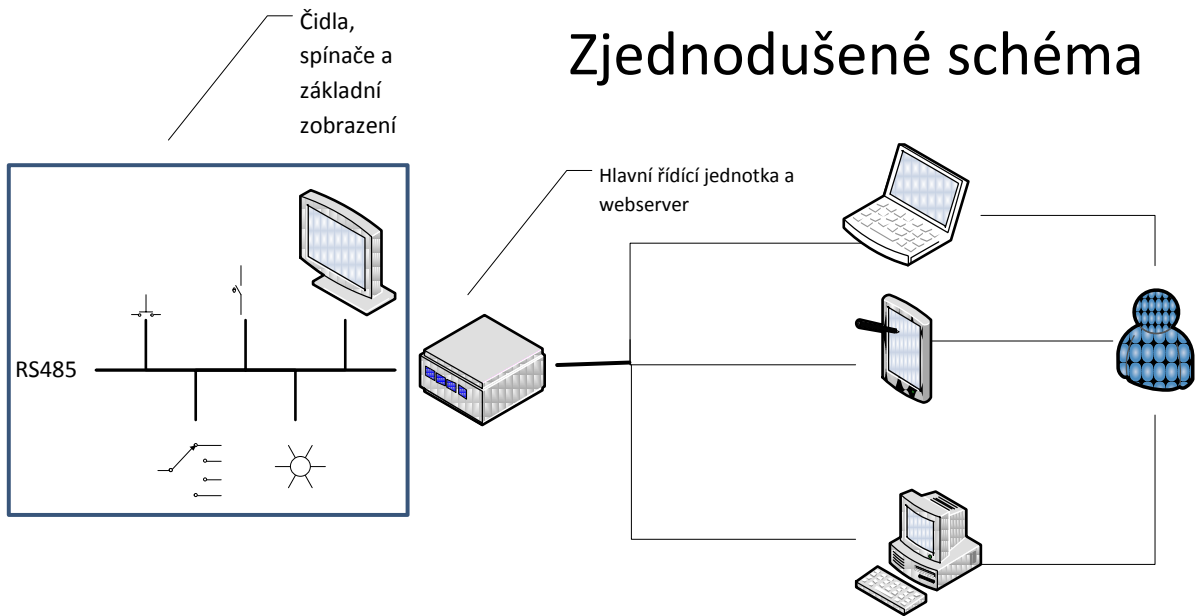 Čidla,
spínače a
základní
zobrazení
Zjednodušené schéma
Hlavní řídící jednotka a
webserver
RS485